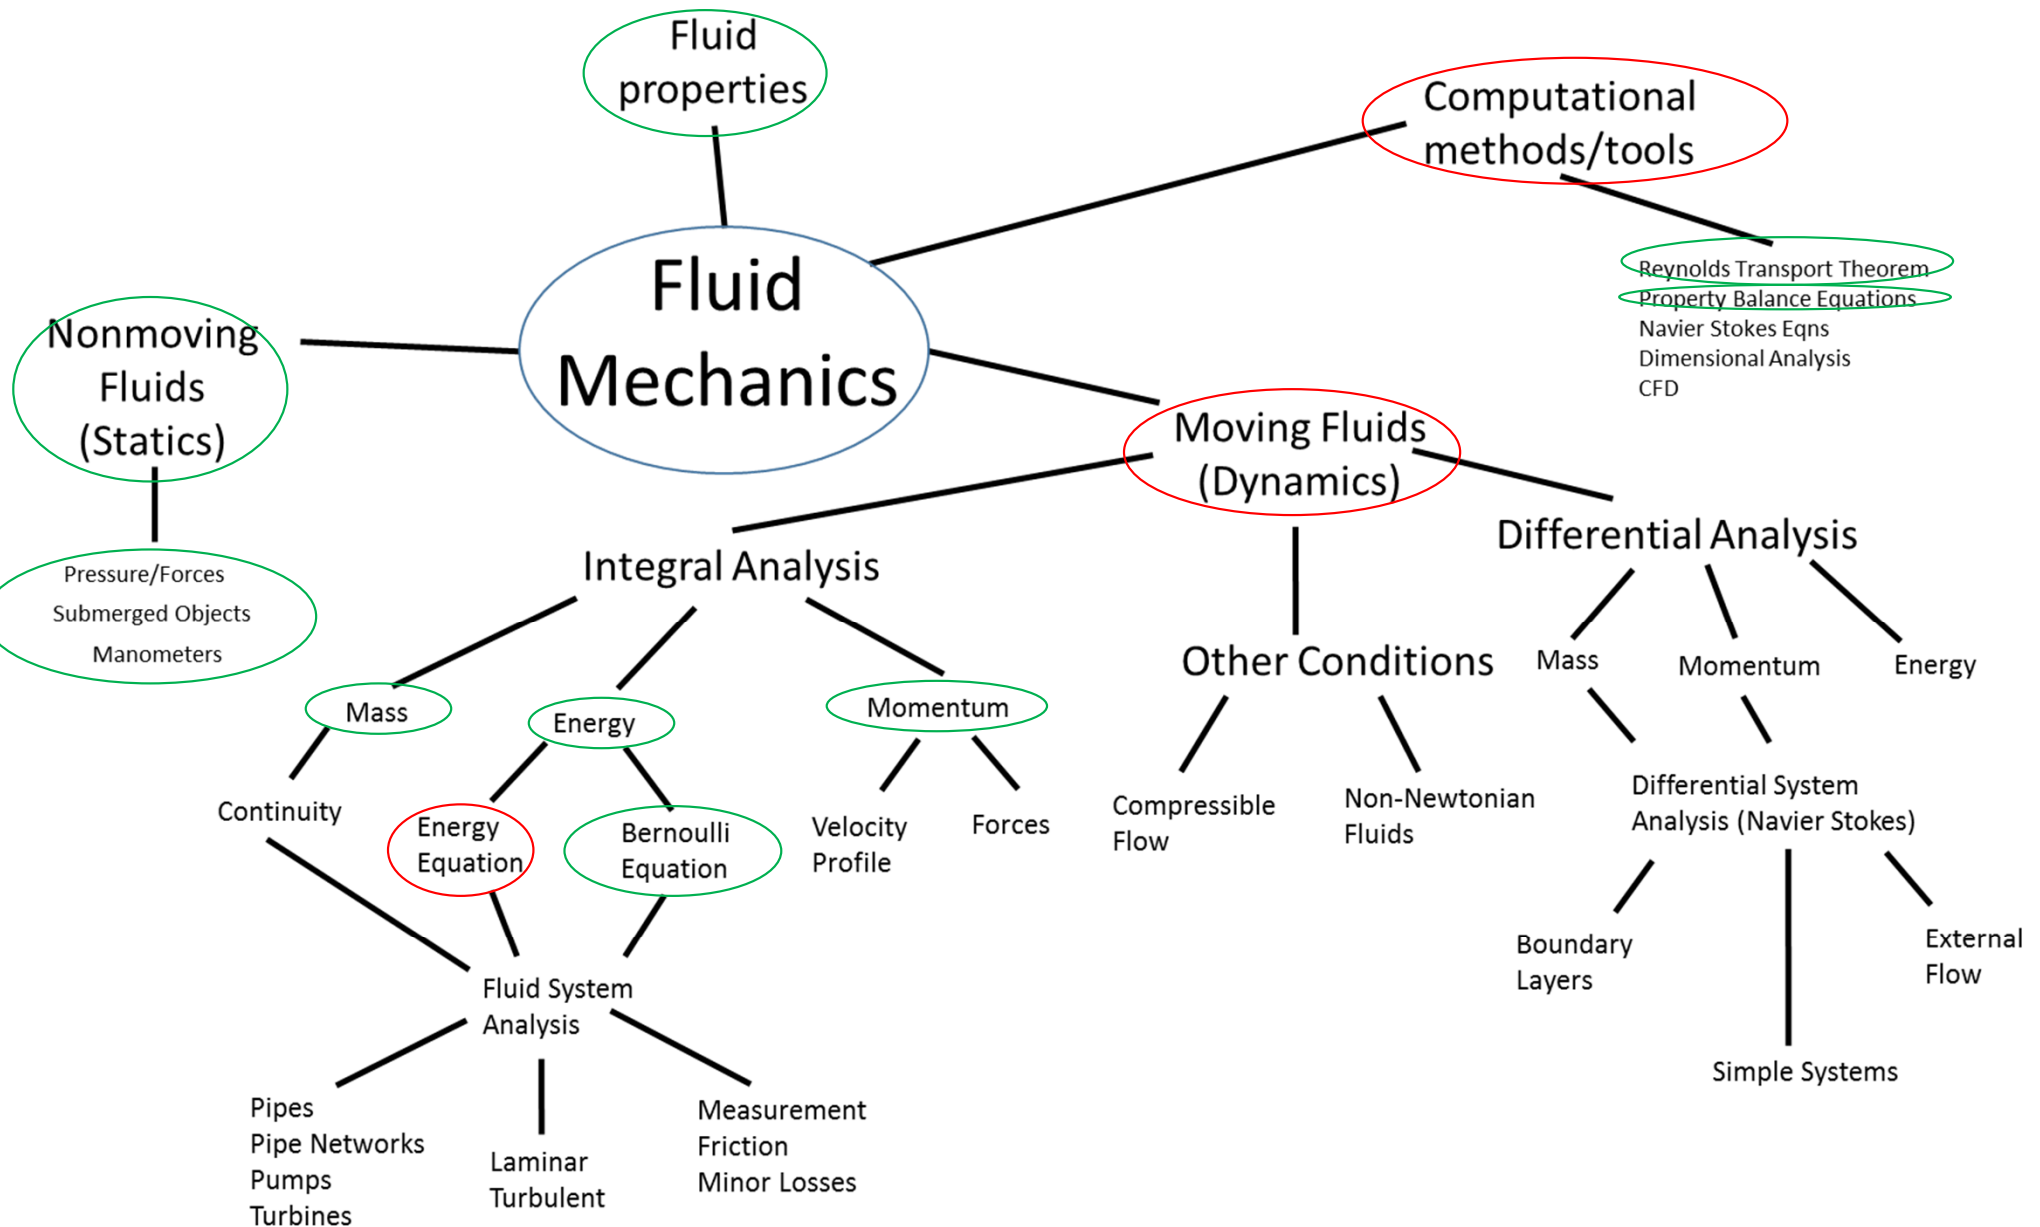 Fluid
properties
Computational
methods/tools
Reynolds Transport Theorem
Property Balance Equations
Navier Stokes Eqns
Dimensional Analysis
CFD
Fluid
Mechanics
Nonmoving
Fluids
(Statics)
Pressure/Forces
Submerged Objects
Manometers
Moving Fluids
(Dynamics)
Integral Analysis
Mass
Energy
Momentum
Continuity
Energy
Equation
Bernoulli
Equation
Velocity
Profile
Forces
Fluid System
Analysis
Pipes
Pipe Networks
Pumps
Turbines
Laminar
Turbulent
Measurement
Friction
Minor Losses
Other Conditions
Compressible
Flow
Non-Newtonian
Fluids
Differential Analysis
Mass
Momentum
Energy
Differential System
Analysis (Navier Stokes)
Boundary
Layers
Simple Systems
External
Flow